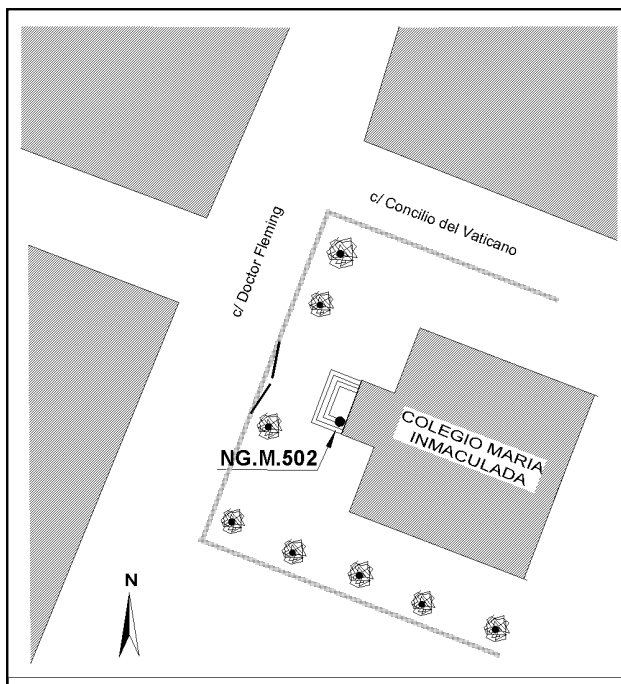 c/ Concilio del Vaticano
c/ Doctor Fleming
COLEGIO MARIA
INMACULADA
NG.M.502
N